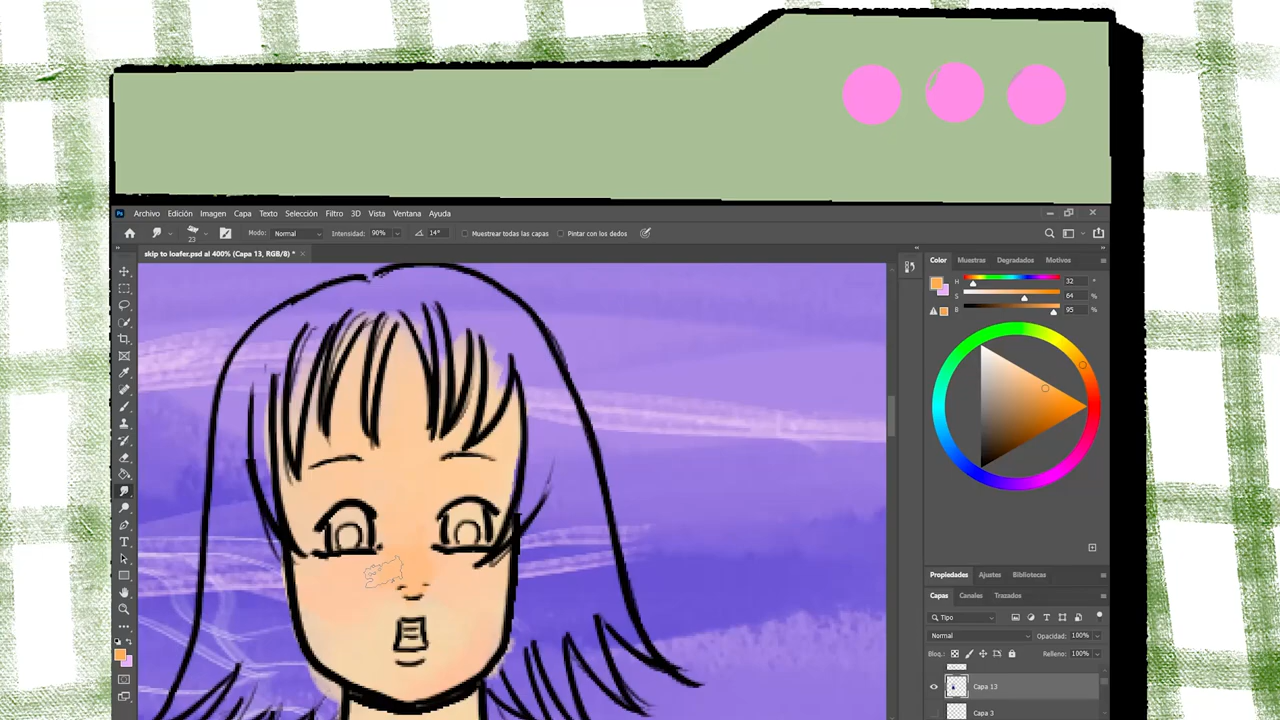 Ps Archivo Edición Imagen Capa Texto Selección Filtro 3D Vista Ventana Ayuda
23 Modo: Normal Intensidad: 90% 14° Muestrear todas las capas Pintar con los dedos
skip to loafer.psd al 400% (Capa 13, RGB/8) *
Color Muestras Degradados Motivos
H 32 °
S 64 %
B 95 %
Propiedades Ajustes Bibliotecas
Capas Canales Trazados
Tipo
Normal Opacidad: 100%
Bloq.: Relleno: 100%
Capa 13
Capa 3